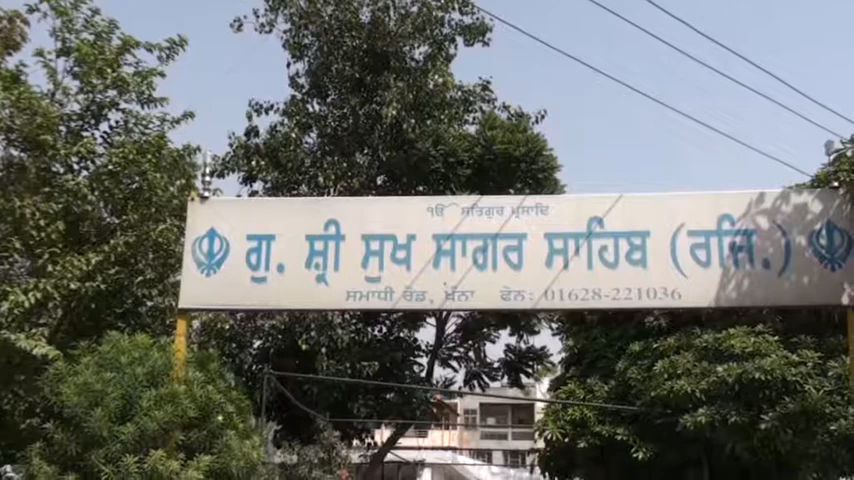 ੴ ਸਤਿਗੁਰ ਪ੍ਰਸਾਦਿ
ਗੁ. ਸ਼੍ਰੀ ਸੁਖ ਸਾਗਰ ਸਾਹਿਬ (ਰਜਿ.)
ਸਮਾਧੀ ਰੋਡ, ਖੰਨਾ, ਫੋਨ: 01628-221036